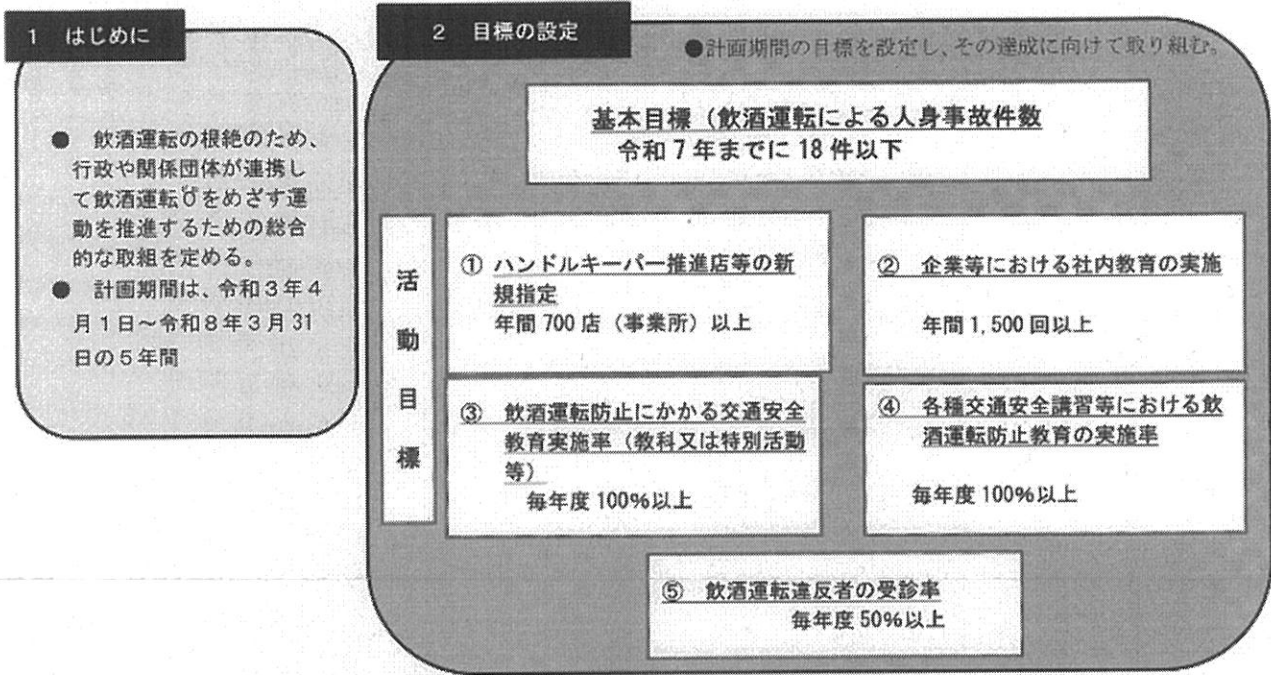 1 はじめに
● 飲酒運転の根絶のため、
行政や関係団体が連携し
て飲酒運転0をめざす運
動を推進するための総合
的な取組を定める。
● 計画期間は、令和3年4
月1日～令和8年3月31
日の5年間
2 目標の設定
●計画期間の目標を設定し、その達成に向けて取り組む。
基本目標（飲酒運転による人身事故件数
令和7年までに18件以下
活動目標
① ハンドルキーパー推進店等の新
規指定
年間700店（事業所）以上
② 企業等における社内教育の実施
年間1,500回以上
③ 飲酒運転防止にかかる交通安全
教育実施率（教科又は特別活動
等）
毎年度100%以上
④ 各種交通安全講習等における飲
酒運転防止教育の実施率
毎年度100%以上
⑤ 飲酒運転違反者の受診率
毎年度50%以上